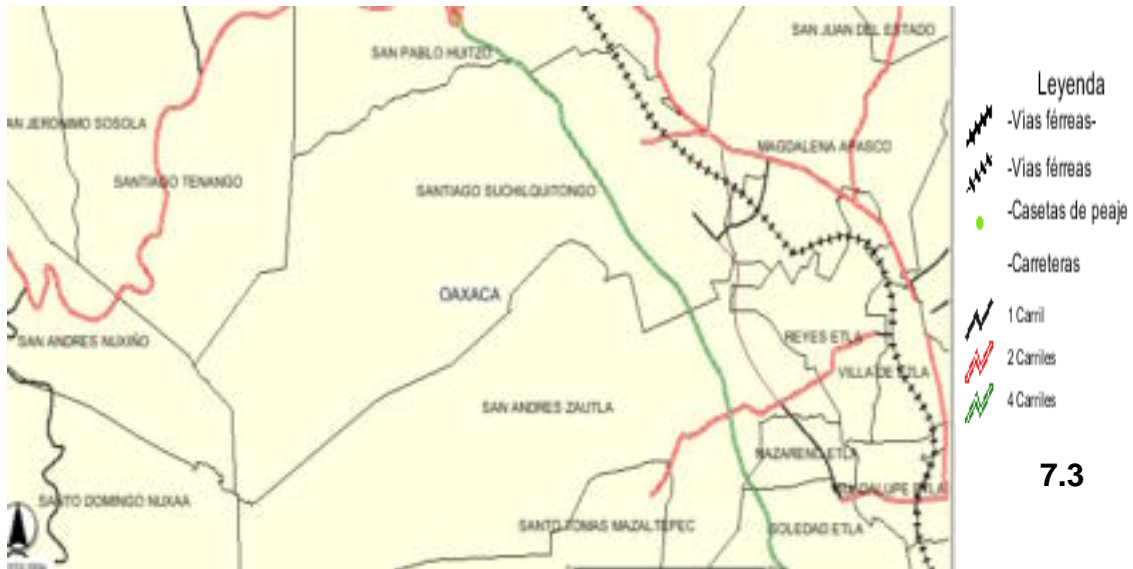 SAN JUAN DEL ESTADO
SAN PABLO HUITZO
AN JERONIMO SOSOLA
MAGDALENA APASCO
SANTIAGO TENANGO
SANTIAGO SUCHILQUITONGO
OAXACA
SAN ANDRES NUXIÑO
REYES ETLA
VILLA DE ETLA
SAN ANDRES ZAUTLA
NAZARENO ETLA
SANTO DOMINGO NUXAA
GUADALUPE ETLA
SANTO TOMAS MAZALTEPEC
SOLEDAD ETLA
Leyenda
-Vías férreas-
-Vías férreas
-Casetas de peaje
-Carreteras
1 Carril
2 Carriles
4 Carriles
7.3